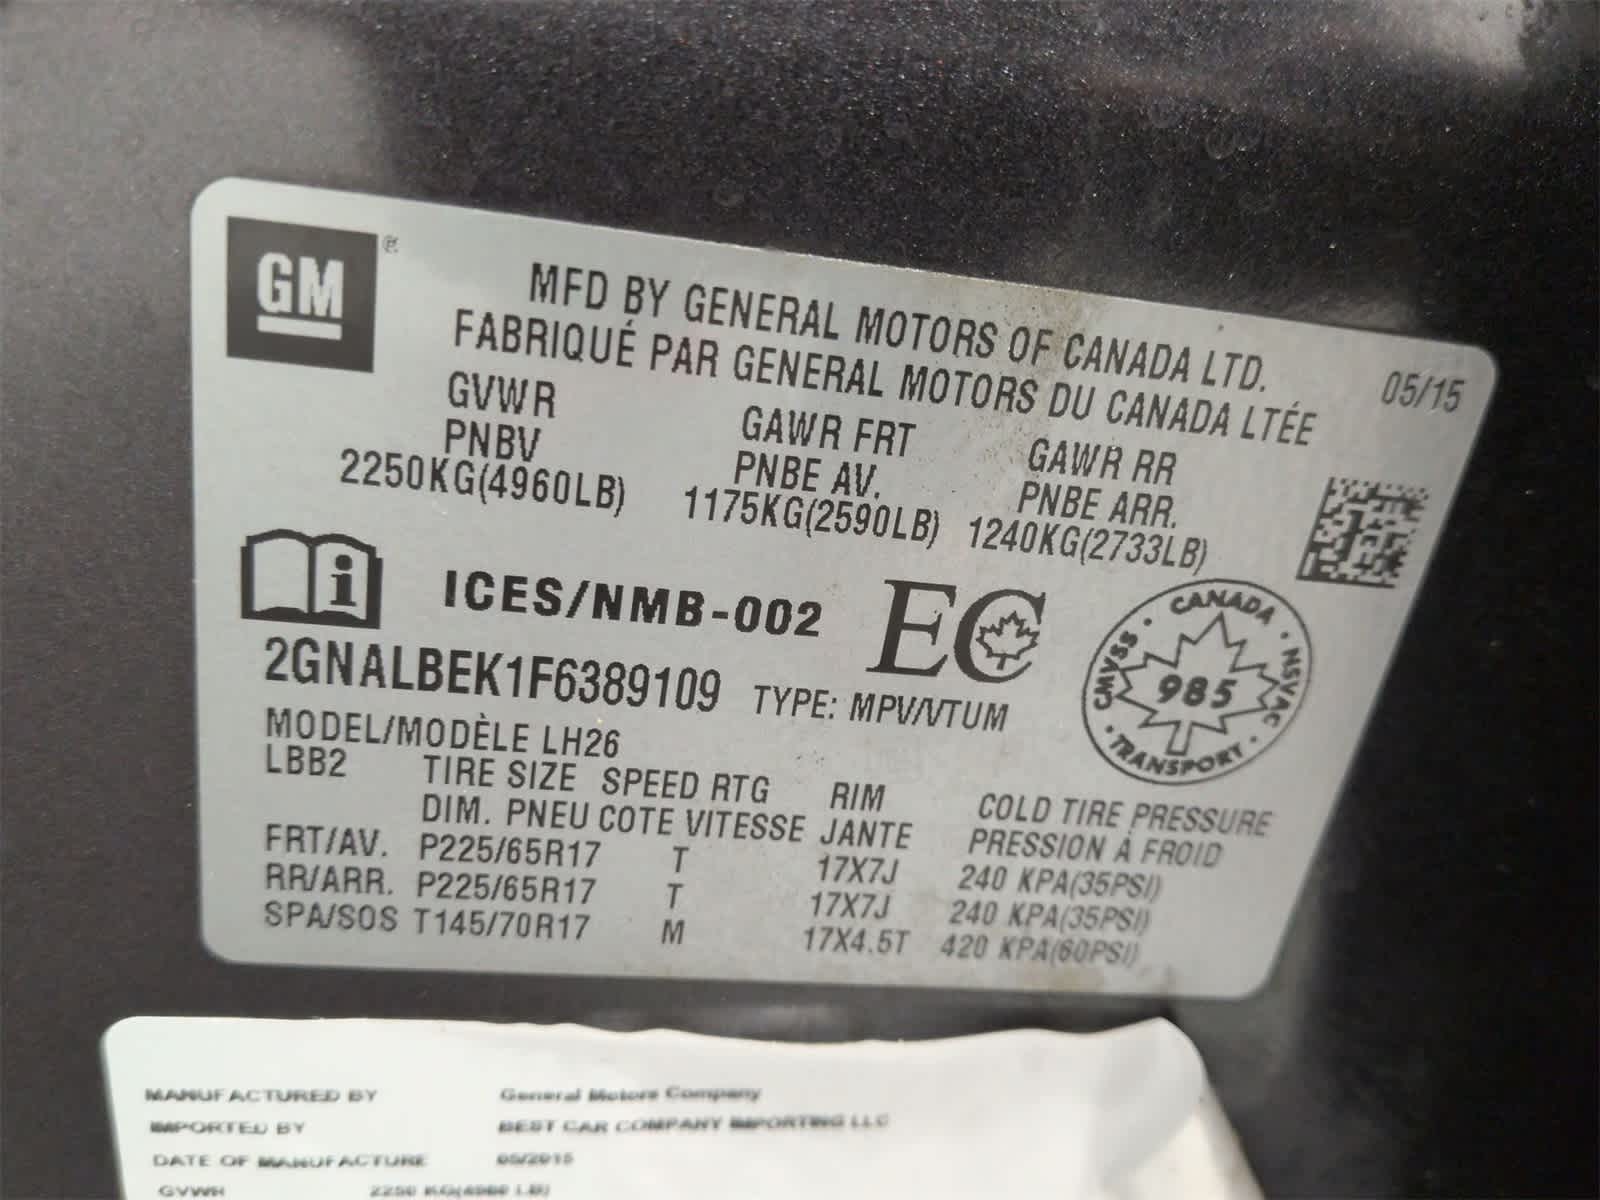 GM®
MFD BY GENERAL MOTORS OF CANADA LTD.
FABRIQUÉ PAR GENERAL MOTORS DU CANADA LTÉE
05/15
GVWR GAWR FRT GAWR RR
PNBV PNBE AV. PNBE ARR.
2250KG(4960LB) 1175KG(2590LB) 1240KG(2733LB)
i
ICES/NMB-002 EC
CANADA · NSVAC · TRANSPORT · CMVSS ·
985
2GNALBEK1F6389109 TYPE: MPV/VTUM
MODEL/MODÈLE LH26
LBB2 TIRE SIZE SPEED RTG RIM COLD TIRE PRESSURE
DIM. PNEU COTE VITESSE JANTE PRESSION À FROID
FRT/AV. P225/65R17 T 17X7J 240 KPA(35PSI)
RR/ARR. P225/65R17 T 17X7J 240 KPA(35PSI)
SPA/SOS T145/70R17 M 17X4.5T 420 KPA(60PSI)
MANUFACTURED BY General Motors Company
IMPORTED BY BEST CAR COMPANY IMPORTING LLC
DATE OF MANUFACTURE 05/2015
GVWR 2250 KG(4960 LB)